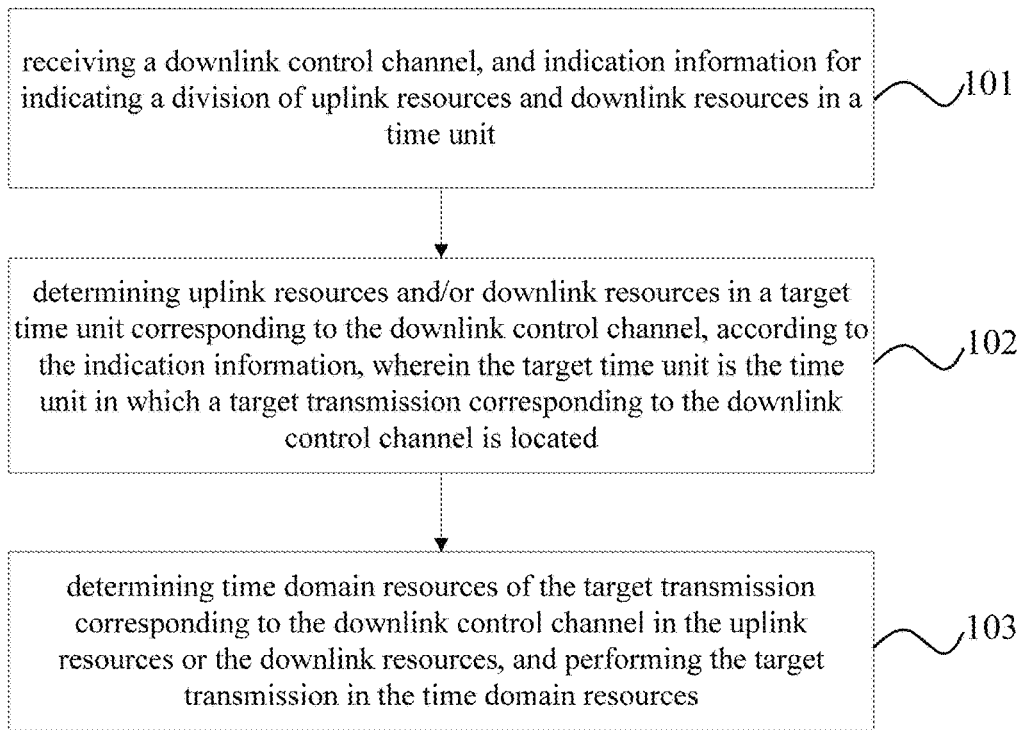 receiving a downlink control channel, and indication information for
indicating a division of uplink resources and downlink resources in a
time unit
101
determining uplink resources and/or downlink resources in a target
time unit corresponding to the downlink control channel, according to
the indication information, wherein the target time unit is the time
unit in which a target transmission corresponding to the downlink
control channel is located
102
determining time domain resources of the target transmission
corresponding to the downlink control channel in the uplink
resources or the downlink resources, and performing the target
transmission in the time domain resources
103